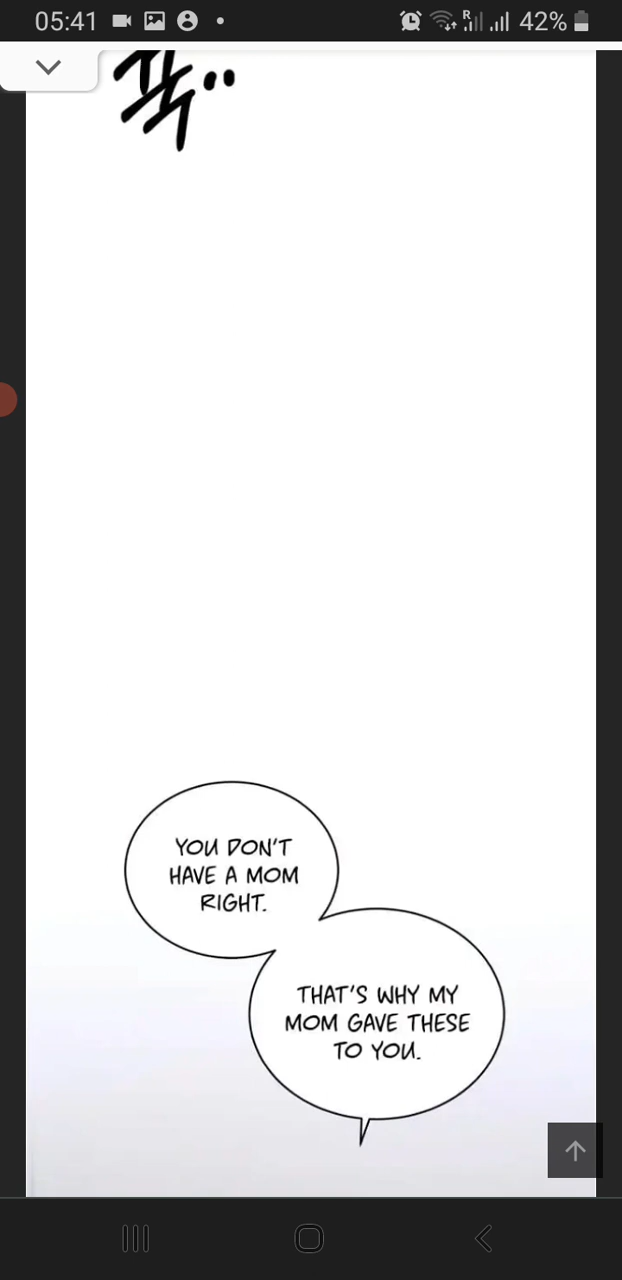 05:41
R
42%
YOU DON'T
HAVE A MOM
RIGHT.
THAT'S WHY MY
MOM GAVE THESE
TO YOU.